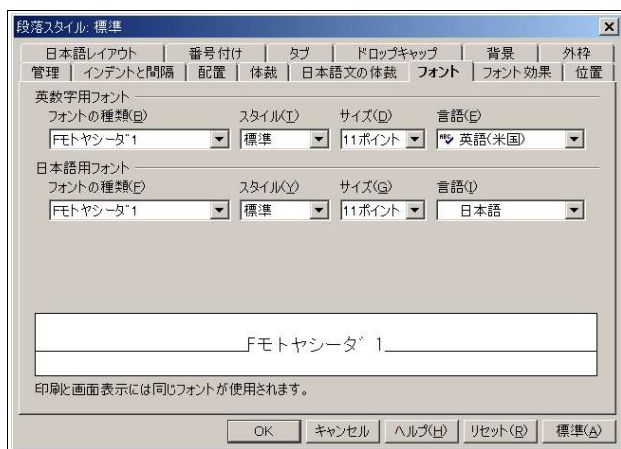 段落スタイル: 標準
日本語レイアウト 番号付け タブ ドロップキャップ 背景 外枠
管理 インデントと間隔 配置 体裁 日本語文の体裁 フォント フォント効果 位置
英数字用フォント
フォントの種類(B) スタイル(T) サイズ(D) 言語(E)
Fモトヤシーダ1 標準 11ポイント 英語(米国)
日本語用フォント
フォントの種類(F) スタイル(Y) サイズ(G) 言語(I)
Fモトヤシーダ1 標準 11ポイント 日本語
Fモトヤシーダ1
印刷と画面表示には同じフォントが使用されます。
OK キャンセル ヘルプ(H) リセット(R) 標準(A)